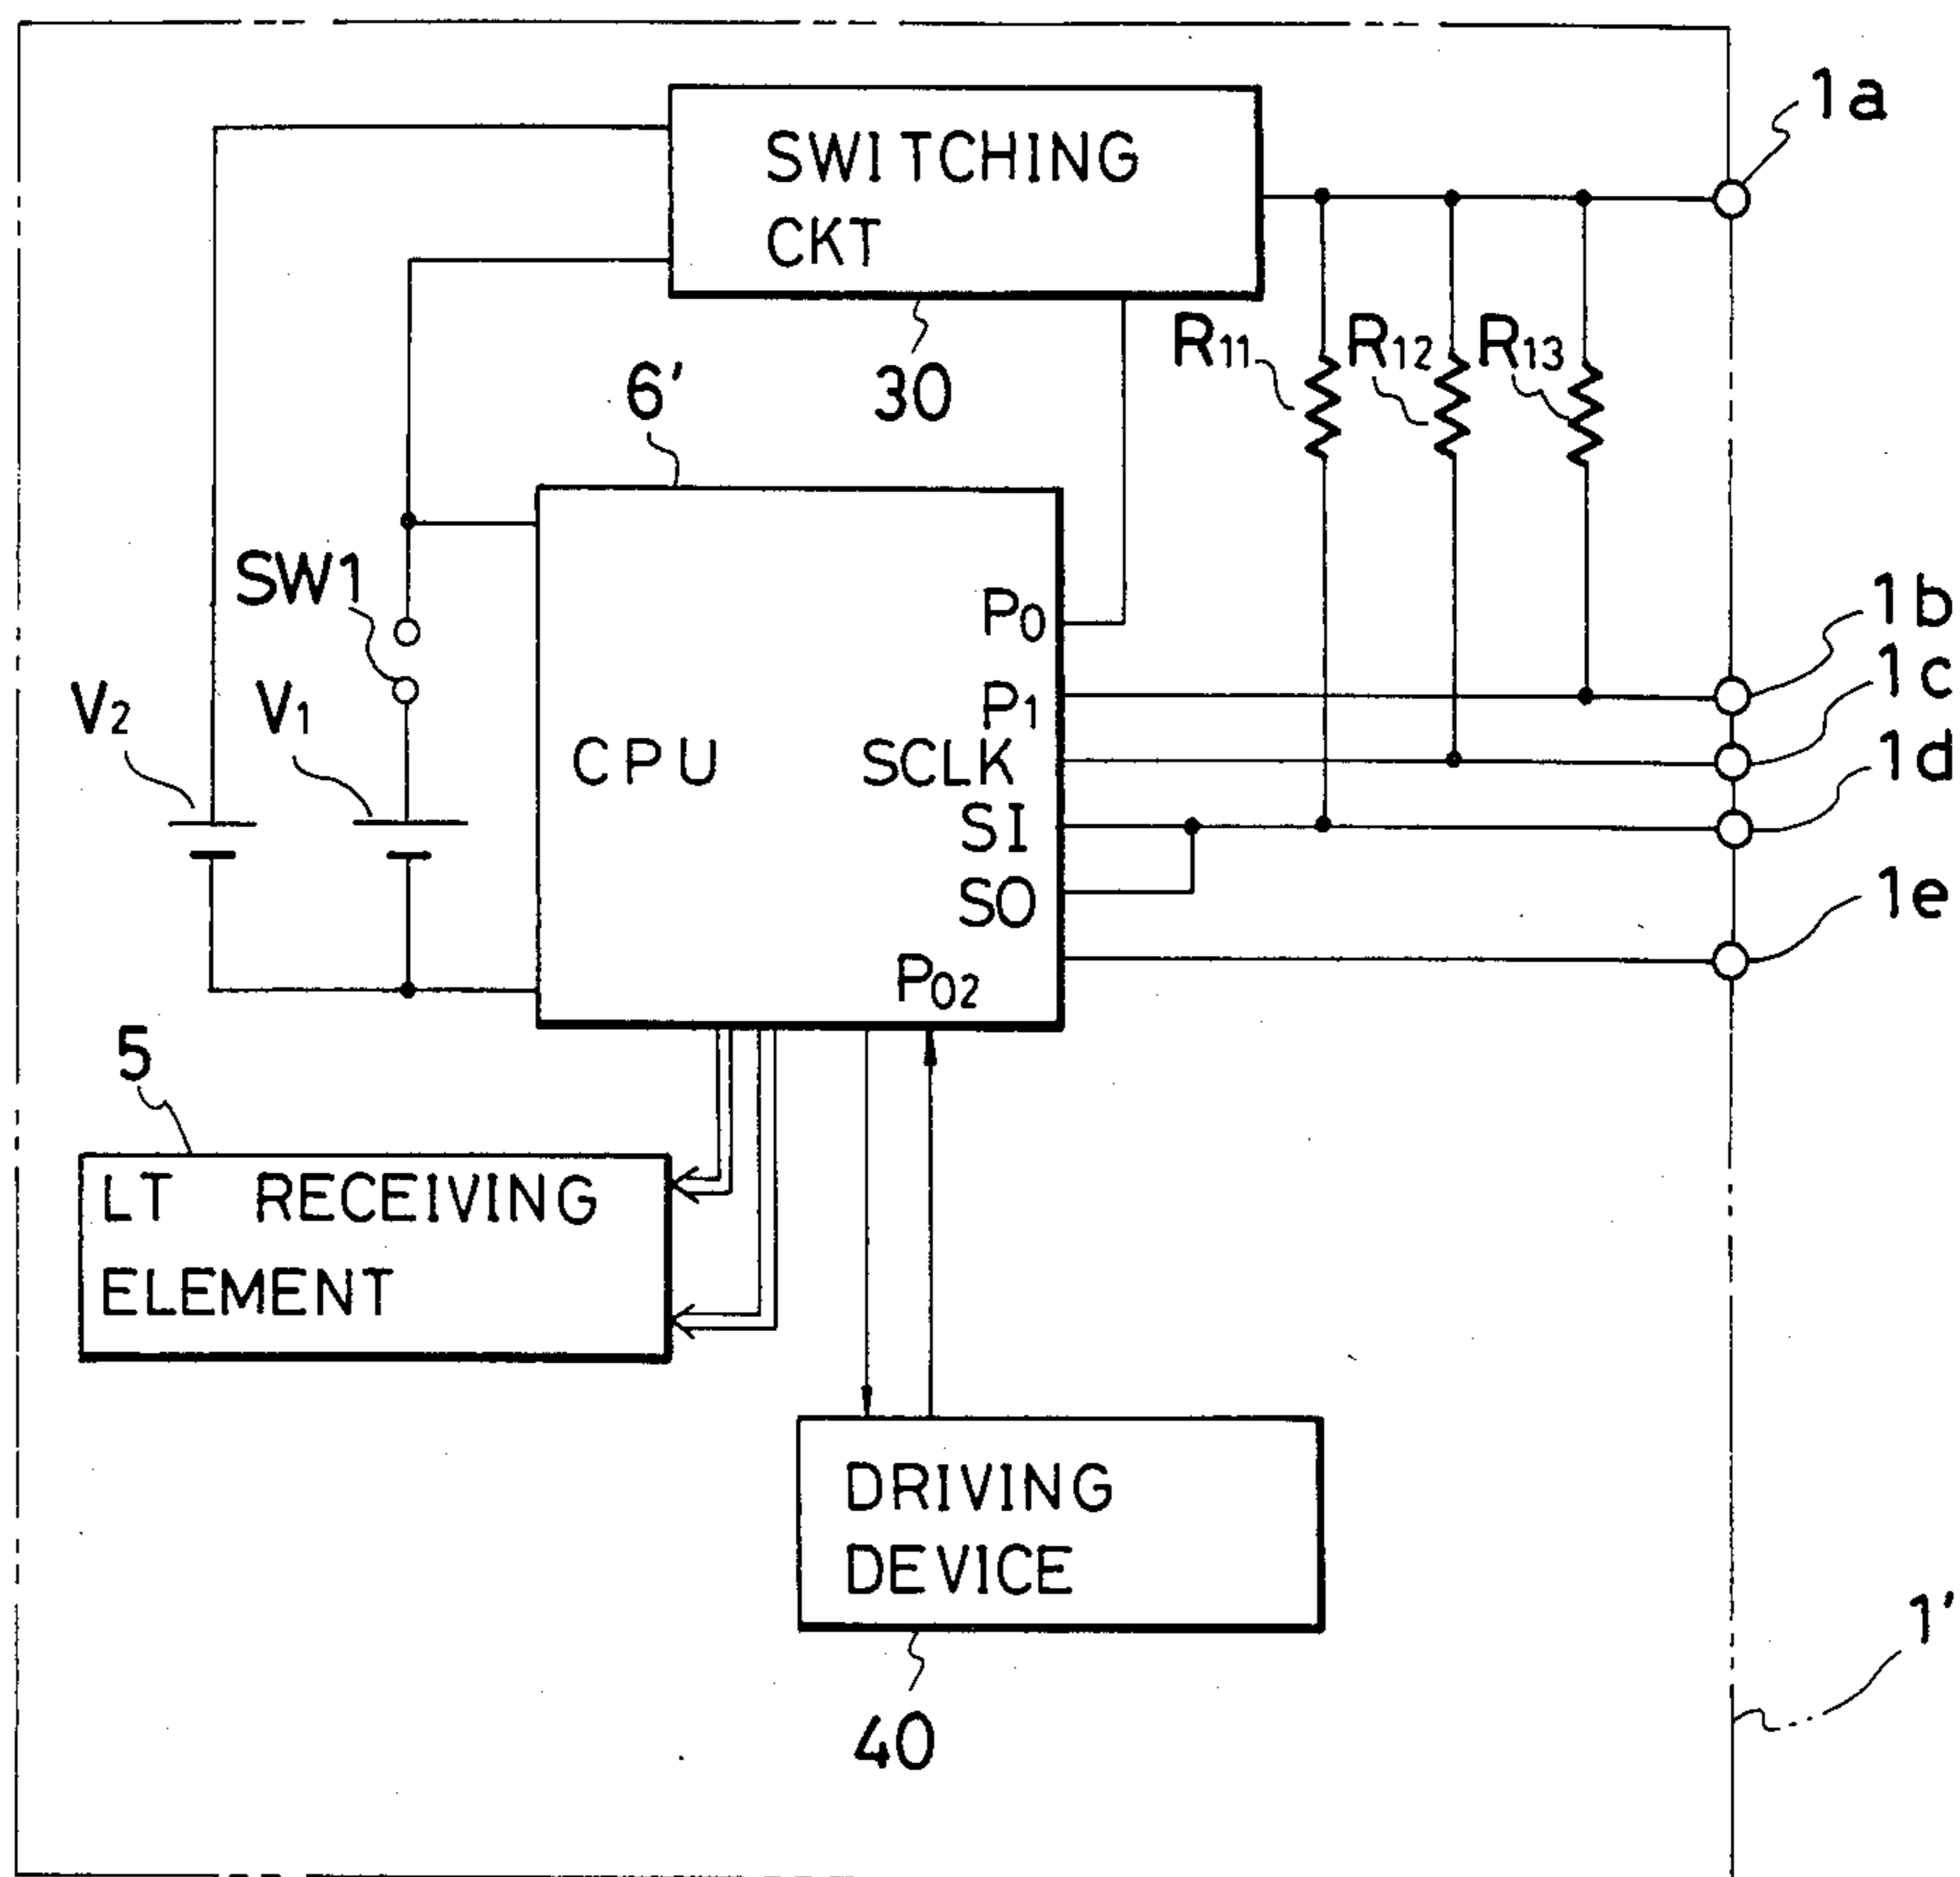 1a
SWITCHING
CKT
R11
R12
R13
30
6'
SW1
P0
1b
V2
V1
P1
1c
CPU
SCLK
1d
SI
SO
1e
P02
5
LT RECEIVING
ELEMENT
DRIVING
DEVICE
1'
40